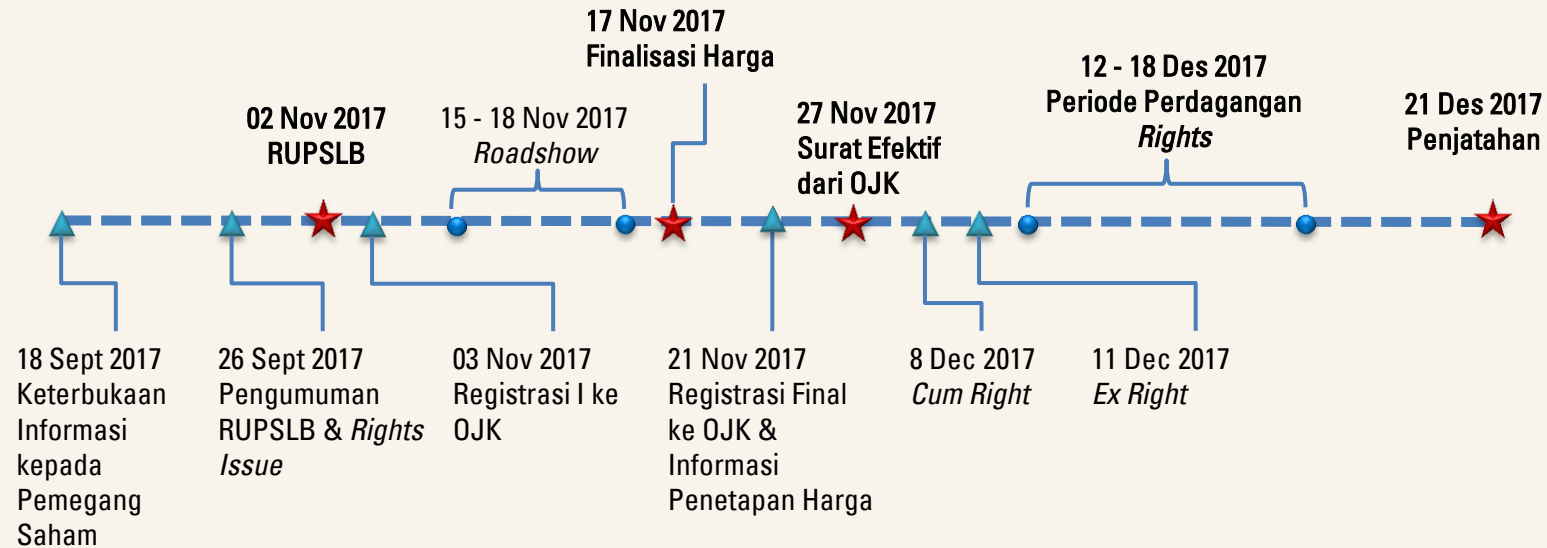 17 Nov 2017
Finalisasi Harga
02 Nov 2017
RUPSLB
15 - 18 Nov 2017
Roadshow
27 Nov 2017
Surat Efektif
dari OJK
12 - 18 Des 2017
Periode Perdagangan
Rights
21 Des 2017
Penjatahan
18 Sept 2017
Keterbukaan
Informasi
kepada
Pemegang
Saham
26 Sept 2017
Pengumuman
RUPSLB & Rights
Issue
03 Nov 2017
Registrasi I ke
OJK
21 Nov 2017
Registrasi Final
ke OJK &
Informasi
Penetapan Harga
8 Dec 2017
Cum Right
11 Dec 2017
Ex Right